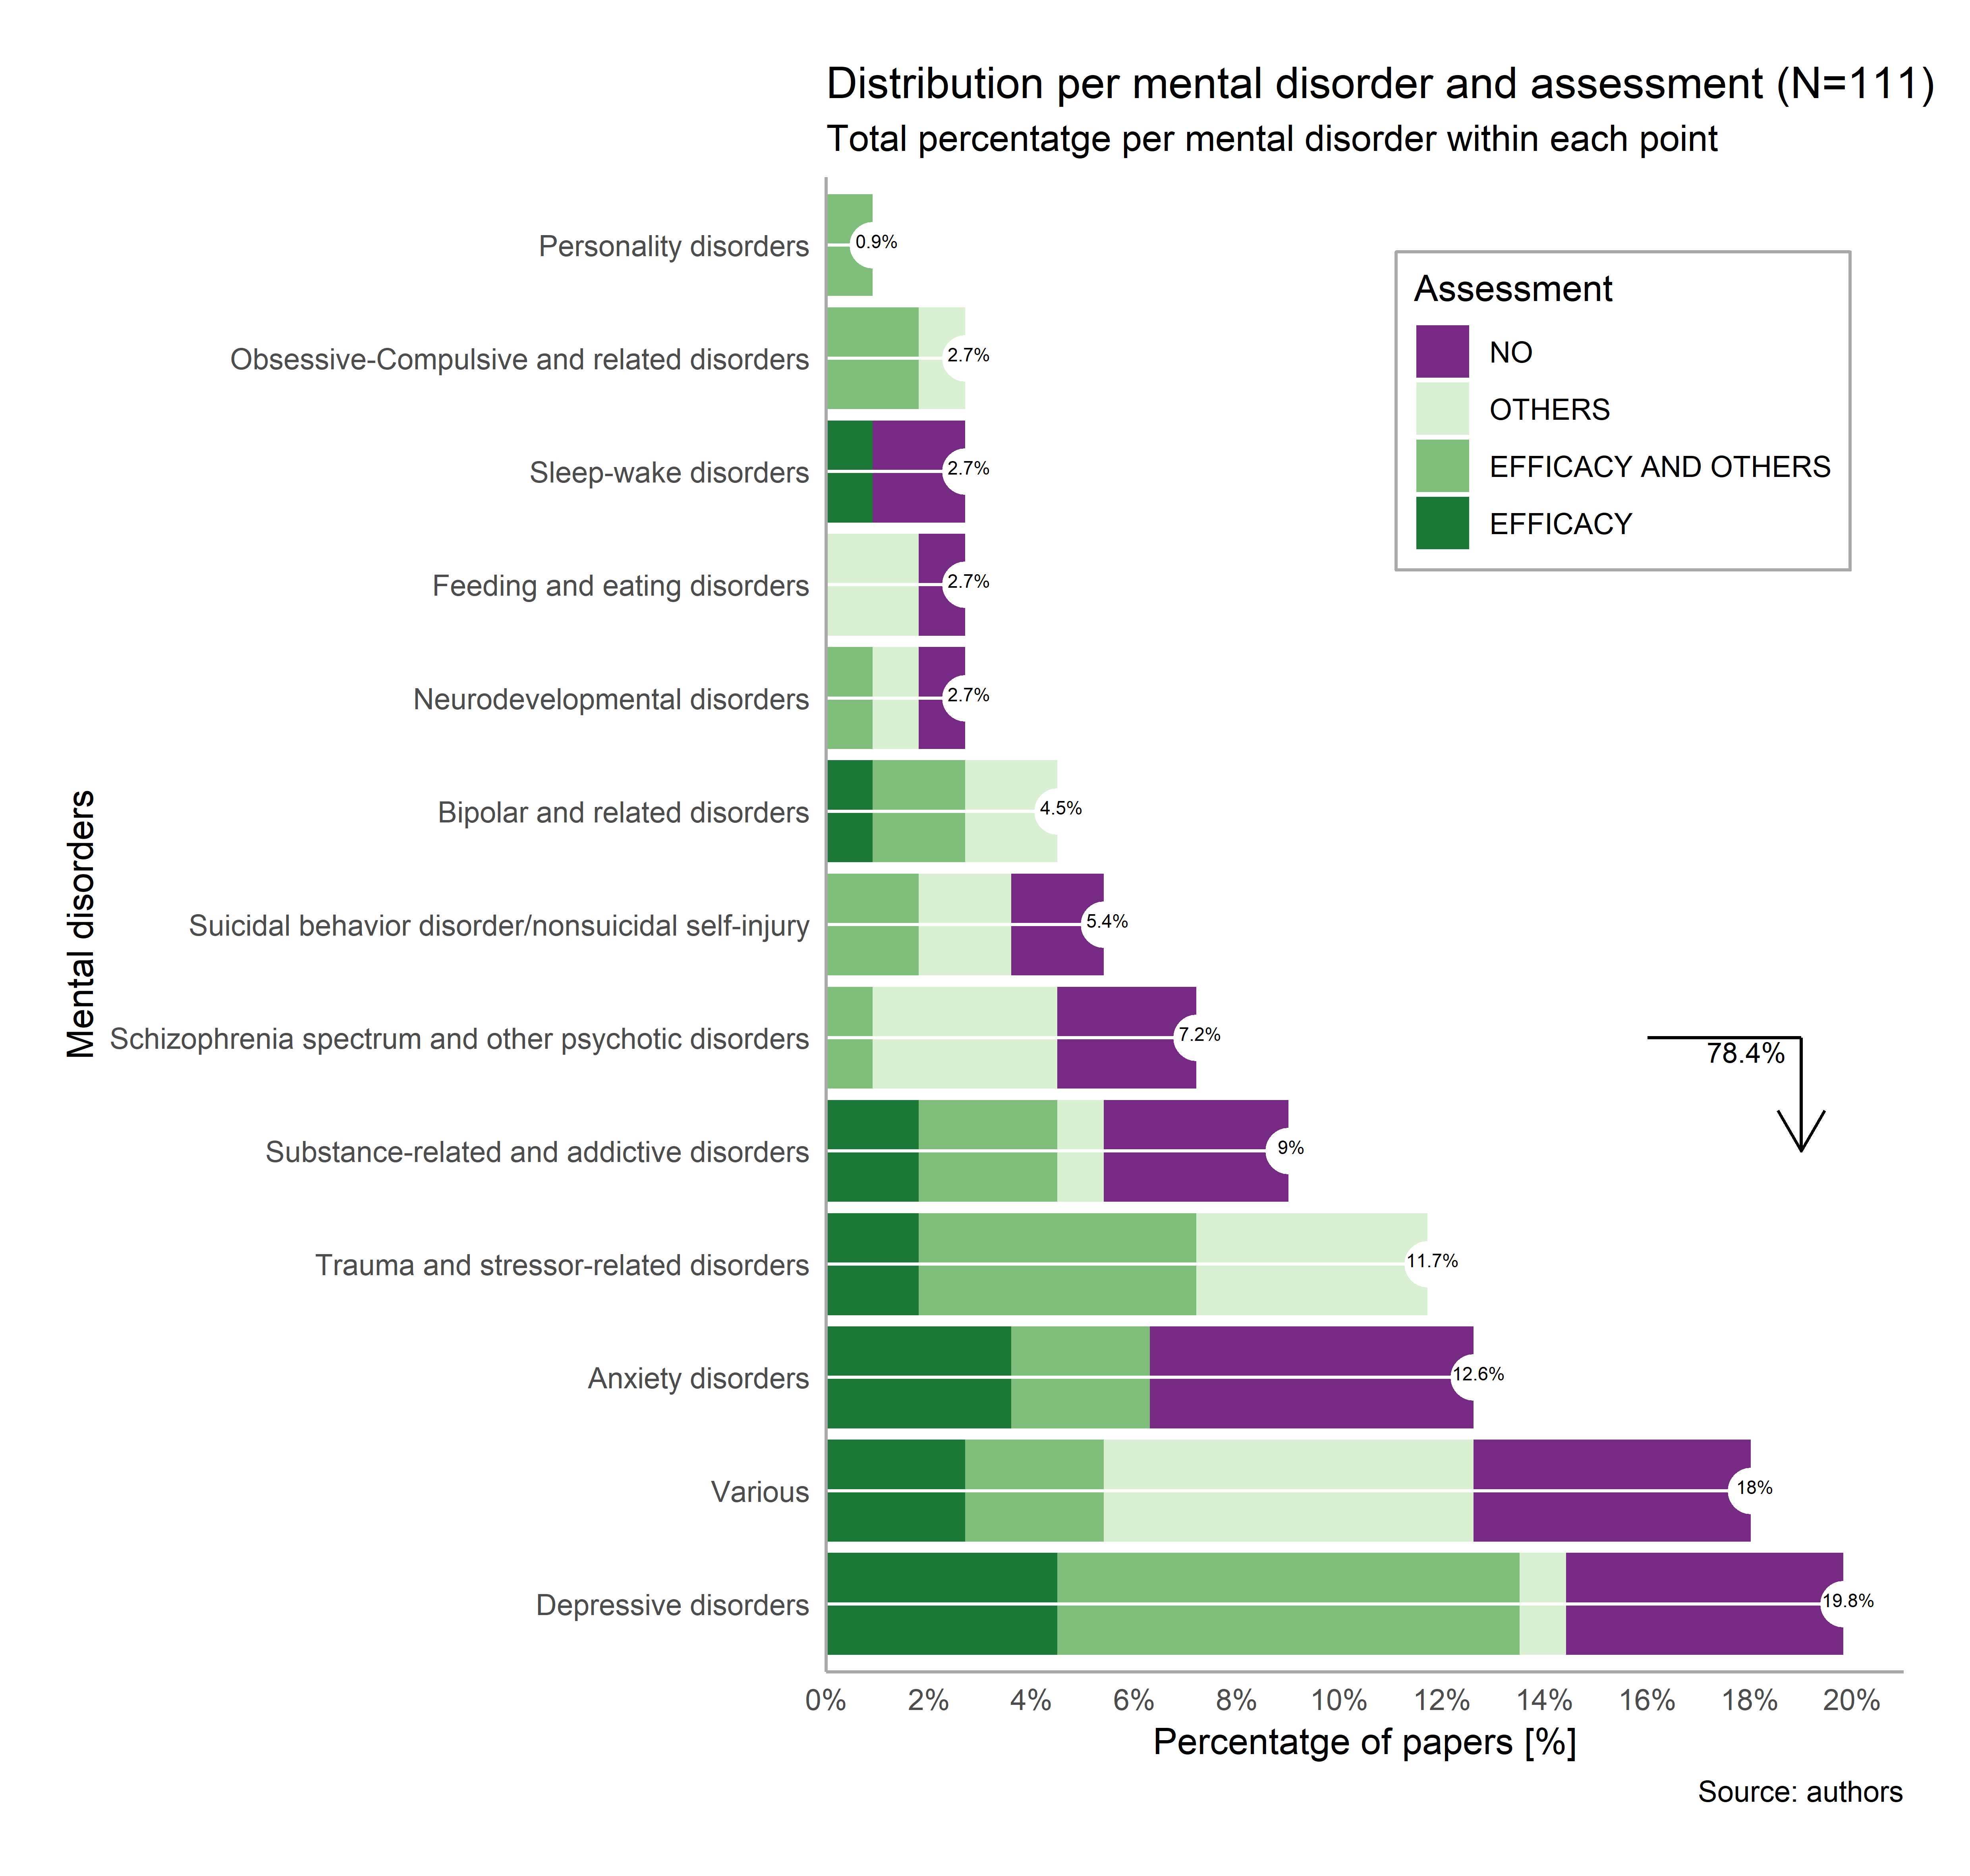 Distribution per mental disorder and assessment (N=111)
Total percentatge per mental disorder within each point
Mental disorders
Personality disorders
0.9%
Obsessive-Compulsive and related disorders
2.7%
Sleep-wake disorders
2.7%
Feeding and eating disorders
2.7%
Neurodevelopmental disorders
2.7%
Bipolar and related disorders
4.5%
Suicidal behavior disorder/nonsuicidal self-injury
5.4%
Schizophrenia spectrum and other psychotic disorders
7.2%
Substance-related and addictive disorders
9%
Trauma and stressor-related disorders
11.7%
Anxiety disorders
12.6%
Various
18%
Depressive disorders
19.8%
Assessment
NO
OTHERS
EFFICACY AND OTHERS
EFFICACY
78.4%
0% 2% 4% 6% 8% 10% 12% 14% 16% 18% 20%
Percentatge of papers [%]
Source: authors